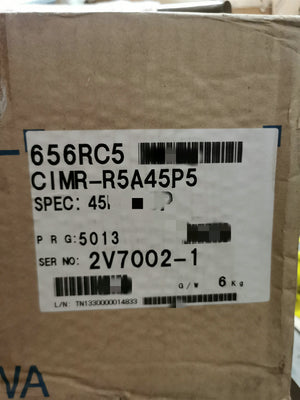 656RC5
CIMR-R5A45P5
SPEC: 45
PRG:5013
SER NO: 2V7002-1
G/W 6 Kg
L/N: TN1330000014833
VA